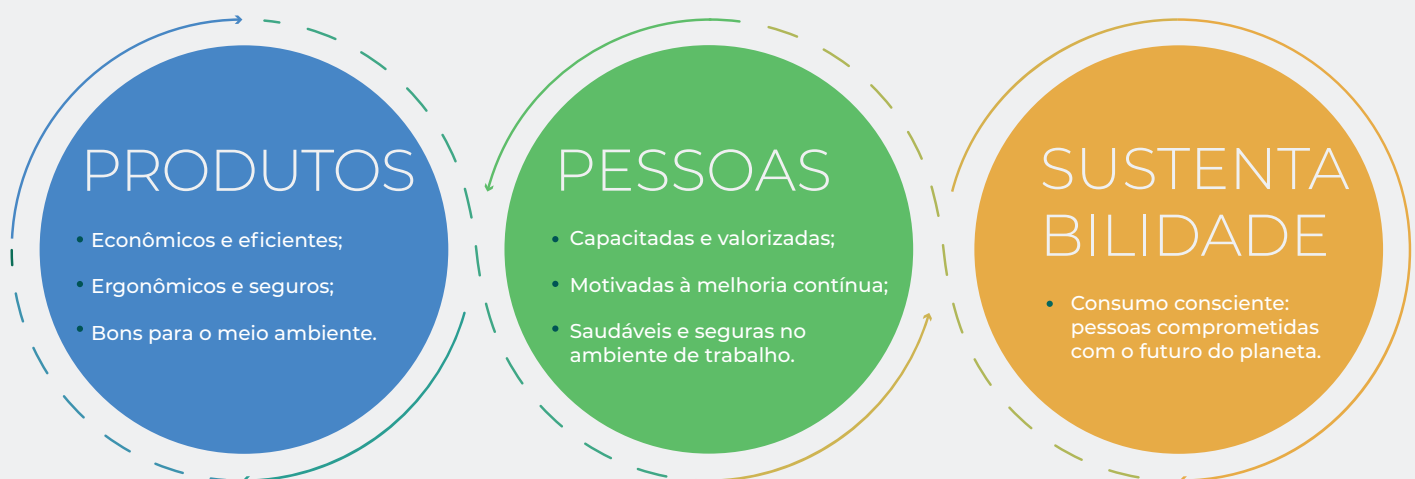 PRODUTOS
• Econômicos e eficientes;
• Ergonômicos e seguros;
• Bons para o meio ambiente.
PESSOAS
• Capacitadas e valorizadas;
• Motivadas à melhoria contínua;
• Saudáveis e seguras no
ambiente de trabalho.
SUSTENTA
BILIDADE
• Consumo consciente:
pessoas comprometidas
com o futuro do planeta.